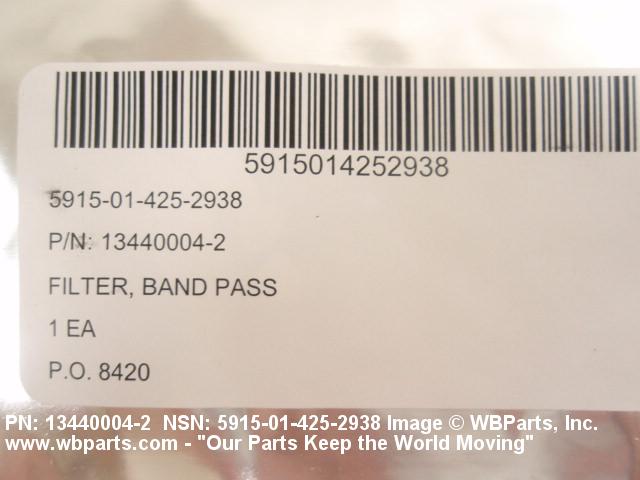 5915014252938
5915-01-425-2938
P/N: 13440004-2
FILTER, BAND PASS
1 EA
P.O. 8420
PN: 13440004-2 NSN: 5915-01-425-2938 Image © WBParts, Inc.
www.wbparts.com - "Our Parts Keep the World Moving"